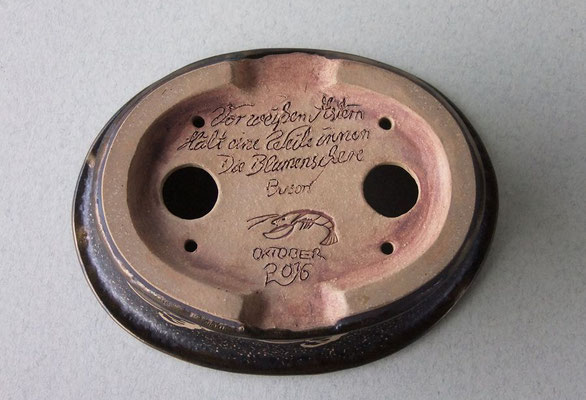 Vor weißen Astern
Hält eine Weile innen
Die Blumenschere
Buson
OKTOBER
2016